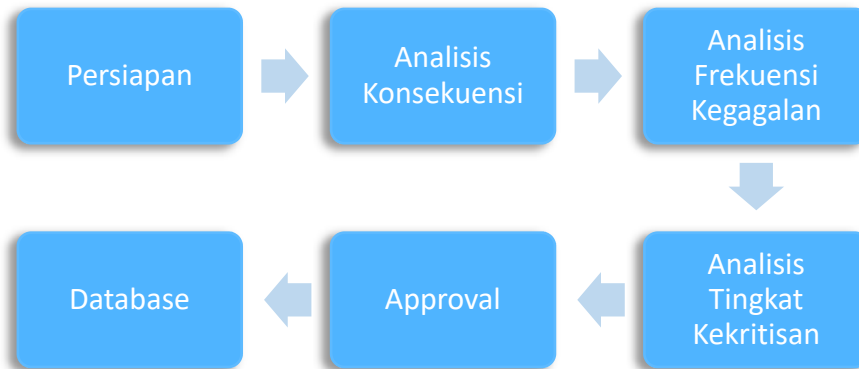 Persiapan
Analisis
Konsekuensi
Analisis
Frekuensi
Kegagalan
Analisis
Tingkat
Kekritisan
Approval
Database